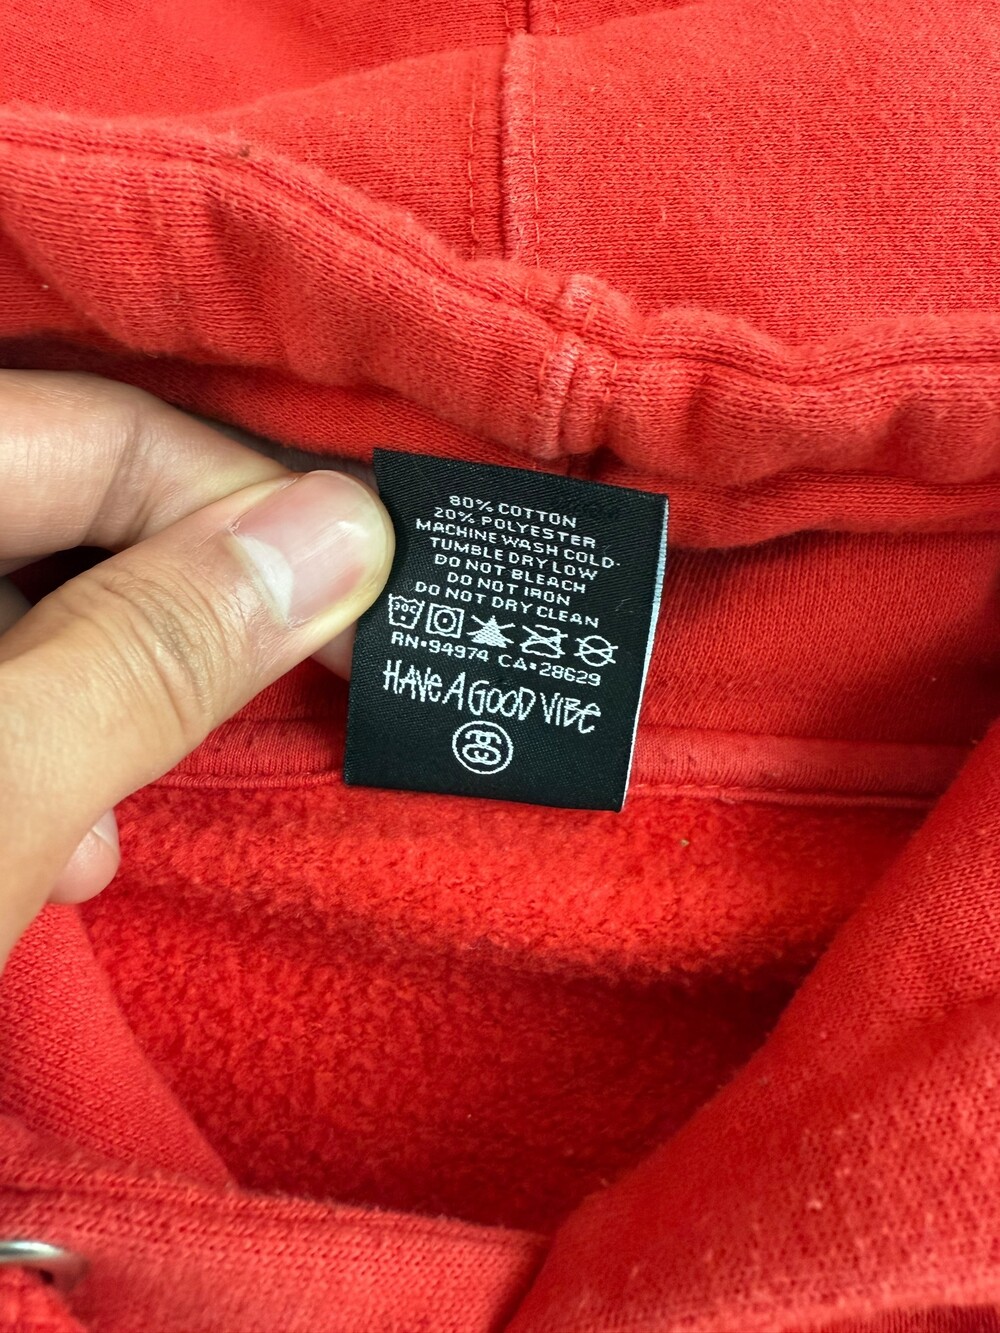 80% COTTON
20% POLYESTER
MACHINE WASH COLD·
TUMBLE DRY LOW
DO NOT BLEACH
DO NOT IRON
DO NOT DRY CLEAN
30C
RN•94974 CA•28629
HAVE A GOOD VIBE